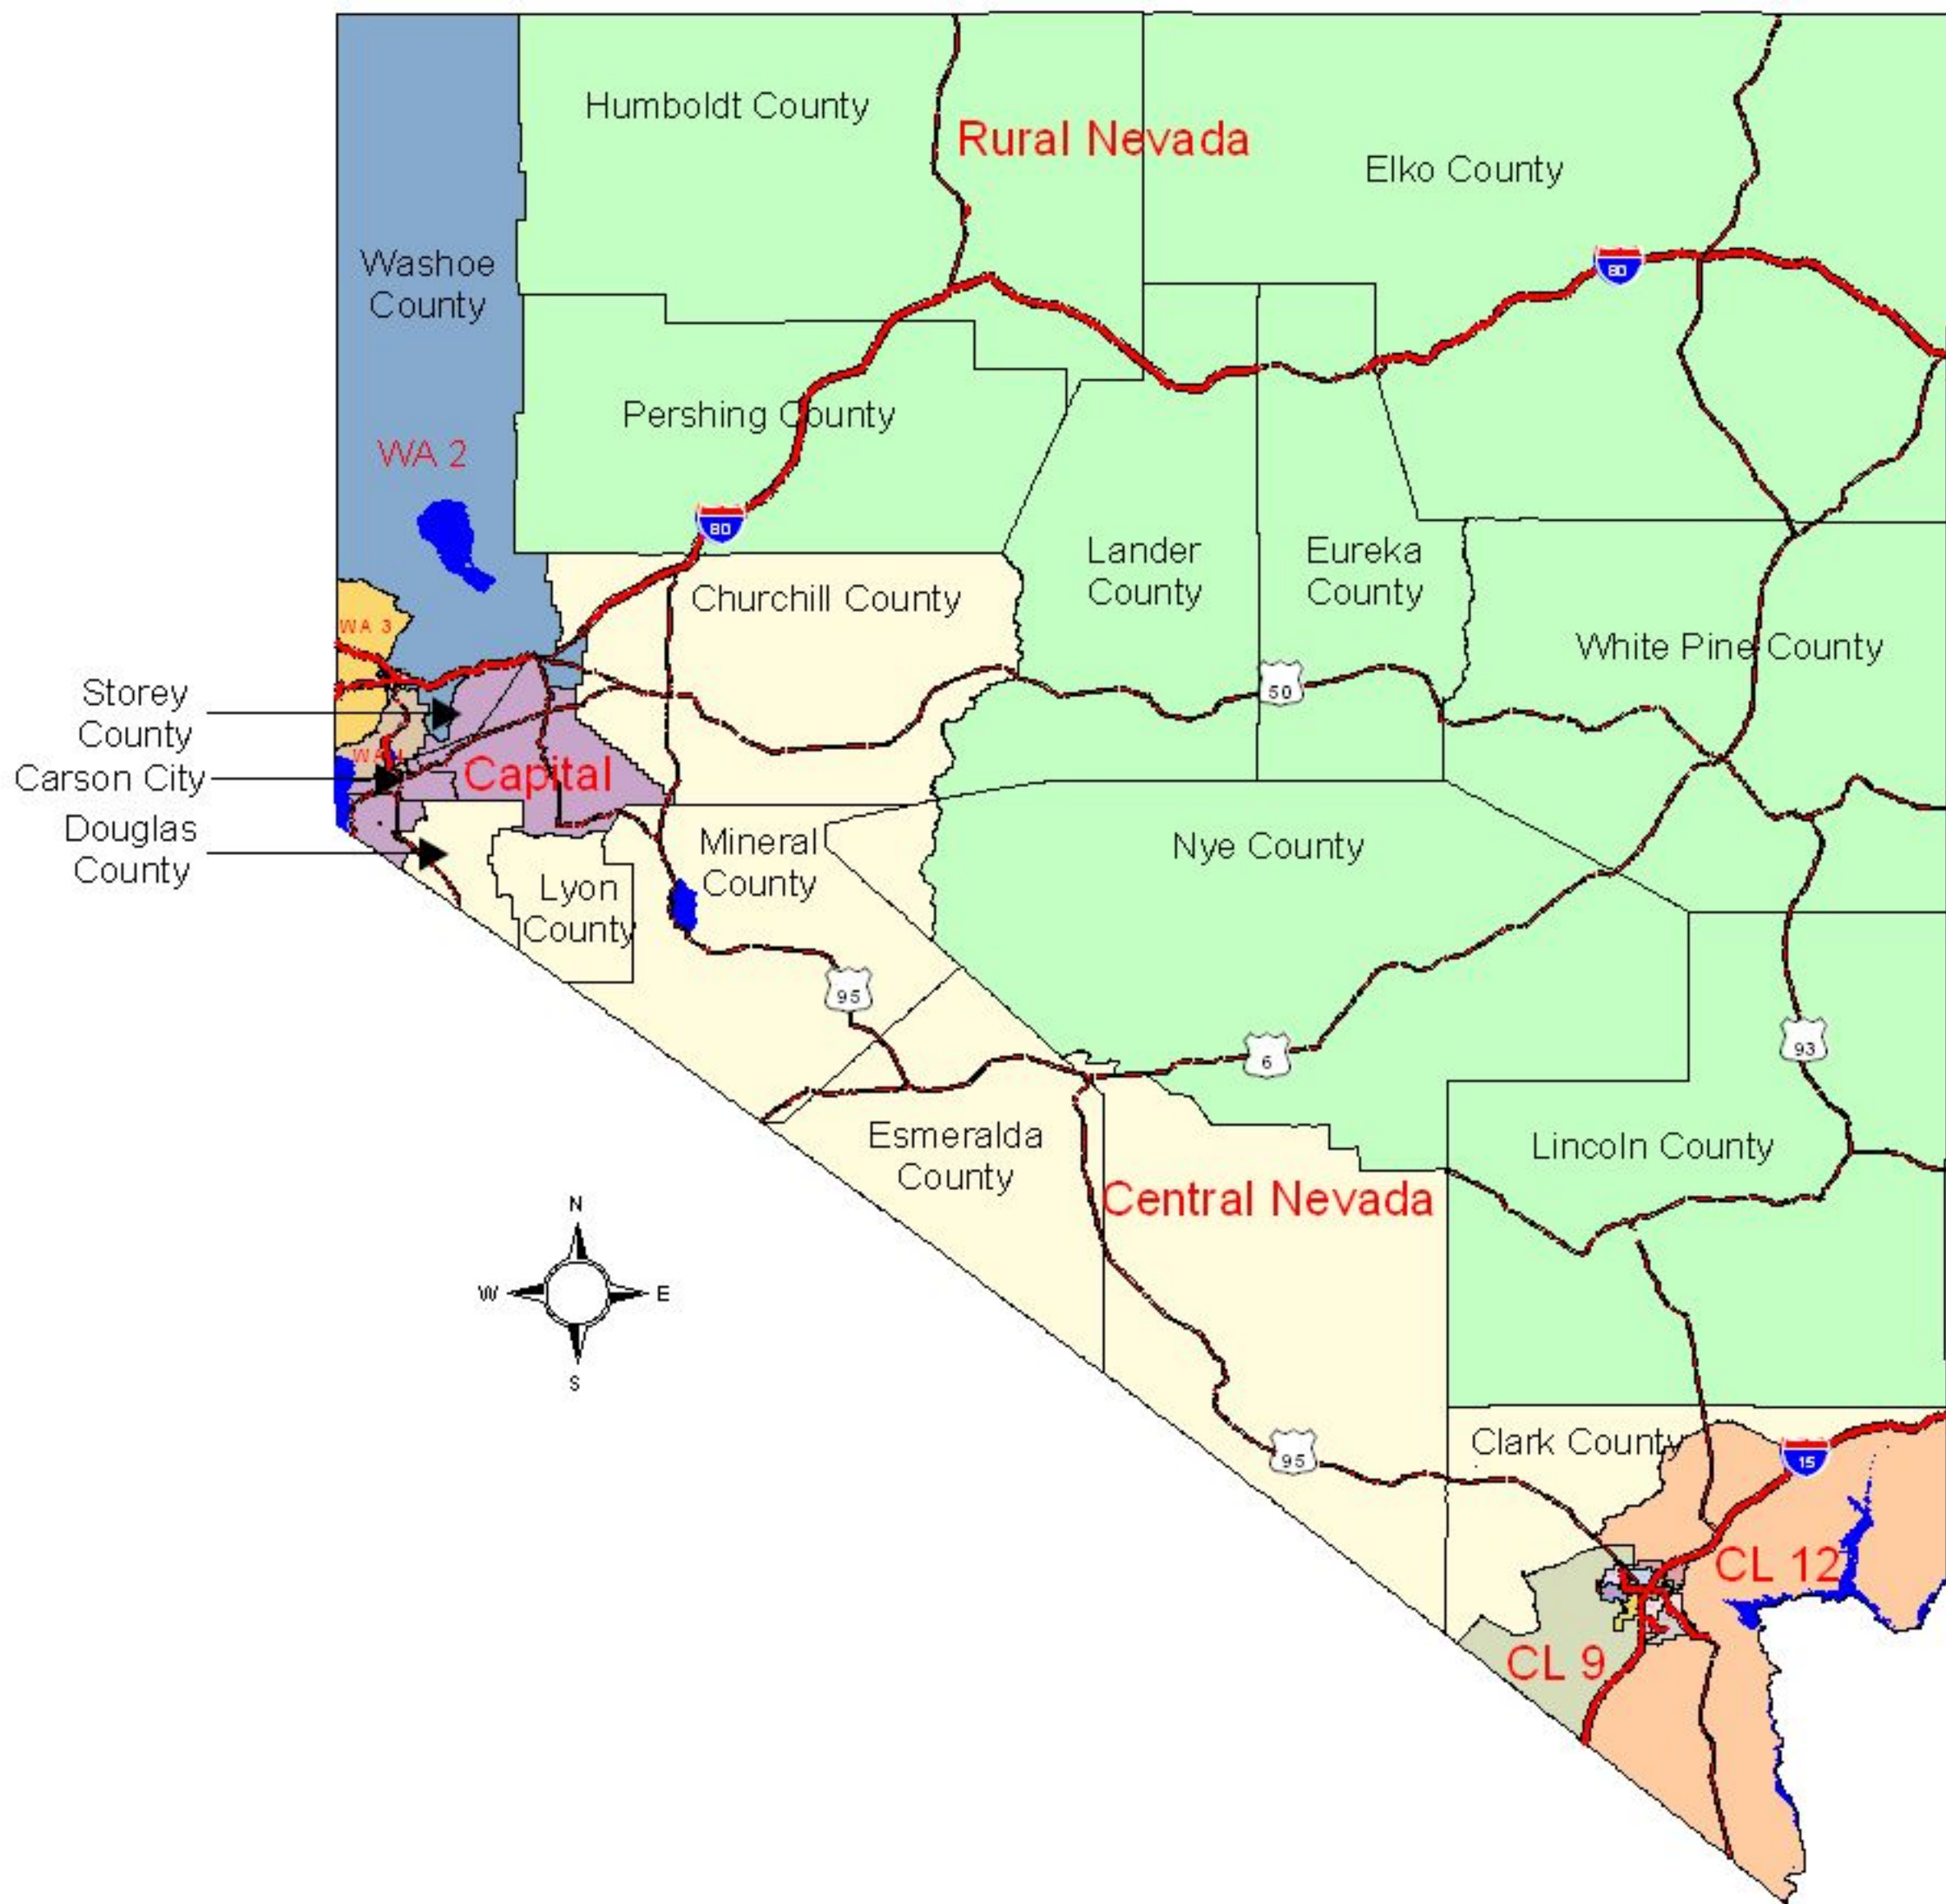 Humboldt County
Rural Nevada
Elko County
Washoe
County
80
Pershing County
WA 2
80
Lander
County
Eureka
County
Churchill County
WA 3
White Pine County
Storey
County
50
WA 1
Carson City
Capital
Douglas
County
Mineral
County
Nye County
Lyon
County
95
6
93
Esmeralda
County
Lincoln County
Central Nevada
N
W
E
S
Clark County
95
15
CL 12
CL 9